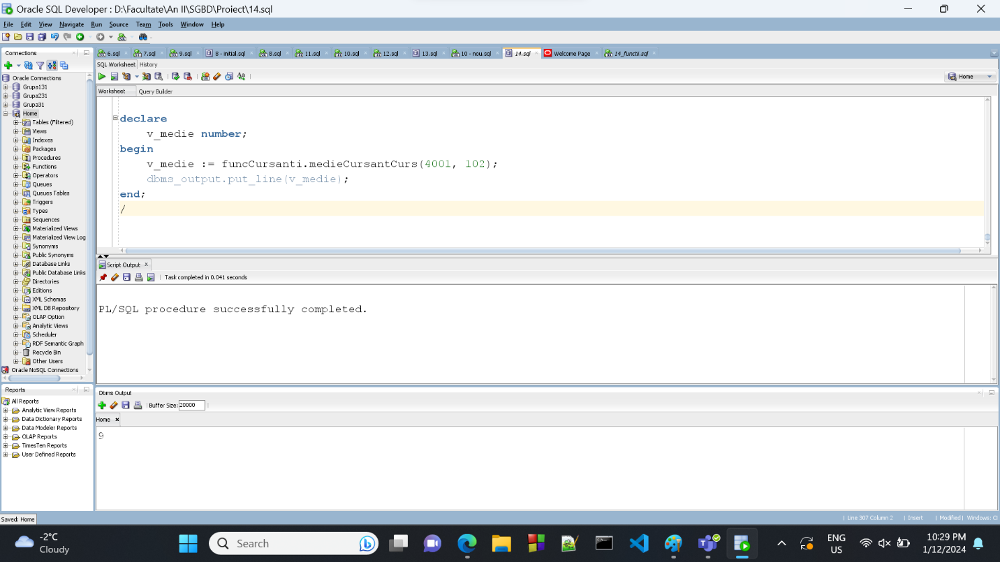 Oracle SQL Developer : D:\Facultate\An II\SGBD\Proiect\14.sql
File Edit View Navigate Run Source Team Tools Window Help
Connections
Oracle Connections
Grupa131
Grupa231
Grupa31
Home
Tables (Filtered)
Views
Indexes
Packages
Procedures
Functions
Operators
Queues
Queues Tables
Triggers
Types
Sequences
Materialized Views
Materialized View Log
Synonyms
Public Synonyms
Database Links
Public Database Links
Directories
Editions
XML Schemas
XML DB Repository
OLAP Option
Analytic Views
Scheduler
RDF Semantic Graph
Recycle Bin
Other Users
Oracle NoSQL Connections
Reports
All Reports
Analytic View Reports
Data Dictionary Reports
Data Modeler Reports
OLAP Reports
TimesTen Reports
User Defined Reports
6.sql 7.sql 9.sql 8 - initial.sql 8.sql 11.sql 10.sql 12.sql 13.sql 10 - nou.sql 14.sql Welcome Page 14_functii.sql
SQL Worksheet History
Home
Worksheet Query Builder
declare
v_medie number;
begin
v_medie := funcCursanti.medieCursantCurs(4001, 102);
dbms_output.put_line(v_medie);
end;
/
Script Output
Task completed in 0.041 seconds
PL/SQL procedure successfully completed.
Dbms Output
Buffer Size: 20000
Home
9
Saved: Home
Line 307 Column 2 Insert Modified Windows: Cl
-2°C
Cloudy
Search
ENG
US
10:29 PM
1/12/2024